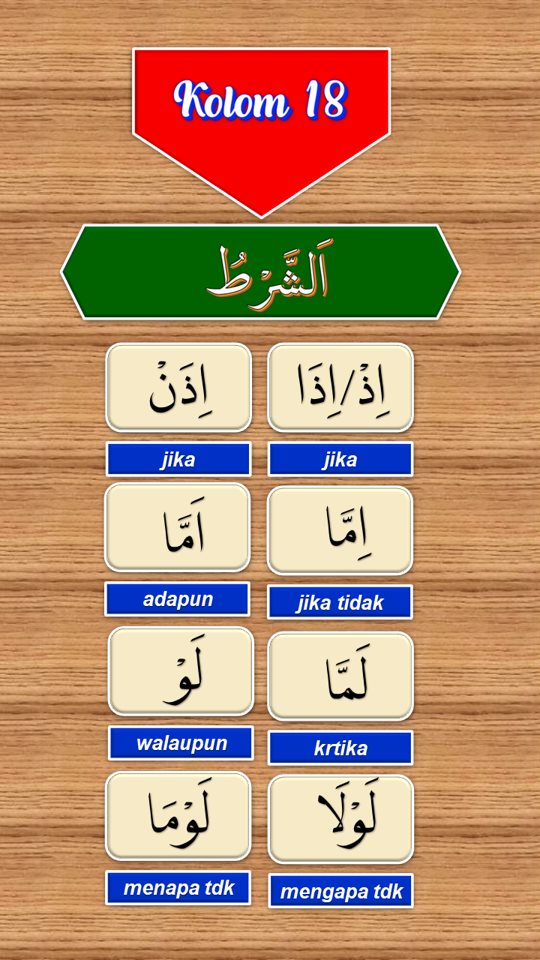 Kolom 18
اَلشَّرْطُ
اِذْ/اِذَا
اِذَنْ
jika
jika
اِمَّا
اَمَّا
jika tidak
adapun
لَمَّا
لَوْ
krtika
walaupun
لَوْلَا
لَوْمَا
mengapa tdk
menapa tdk